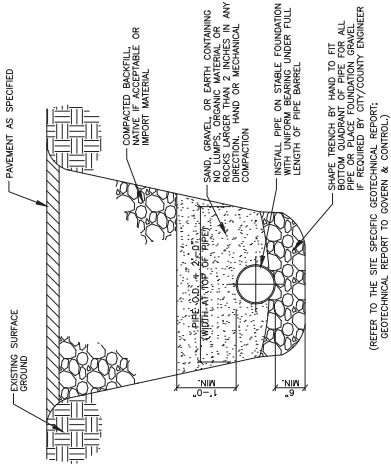 EXISTING SURFACE
GROUND
PAVEMENT AS SPECIFIED
COMPACTED BACKFILL,
NATIVE IF ACCEPTABLE OR
IMPORT MATERIAL
SAND, GRAVEL, OR EARTH CONTAINING
NO LUMPS, ORGANIC MATERIAL OR
ROCKS LARGER THAN 2 INCHES IN ANY
DIRECTION, HAND OR MECHANICAL
COMPACTION
PIPE O.D. + 2'-0"
(WIDTH AT TOP OF PIPE)
1'-0"
MIN.
INSTALL PIPE ON STABLE FOUNDATION
WITH UNIFORM BEARING UNDER FULL
LENGTH OF PIPE BARREL
6"
MIN.
SHAPE TRENCH BY HAND TO FIT
BOTTOM QUADRANT OF PIPE FOR ALL
PIPE OR PLACE FOUNDATION GRAVEL
IF REQUIRED BY CITY/COUNTY ENGINEER
(REFER TO THE SITE SPECIFIC GEOTECHNICAL REPORT;
GEOTECHNICAL REPORT TO GOVERN & CONTROL.)